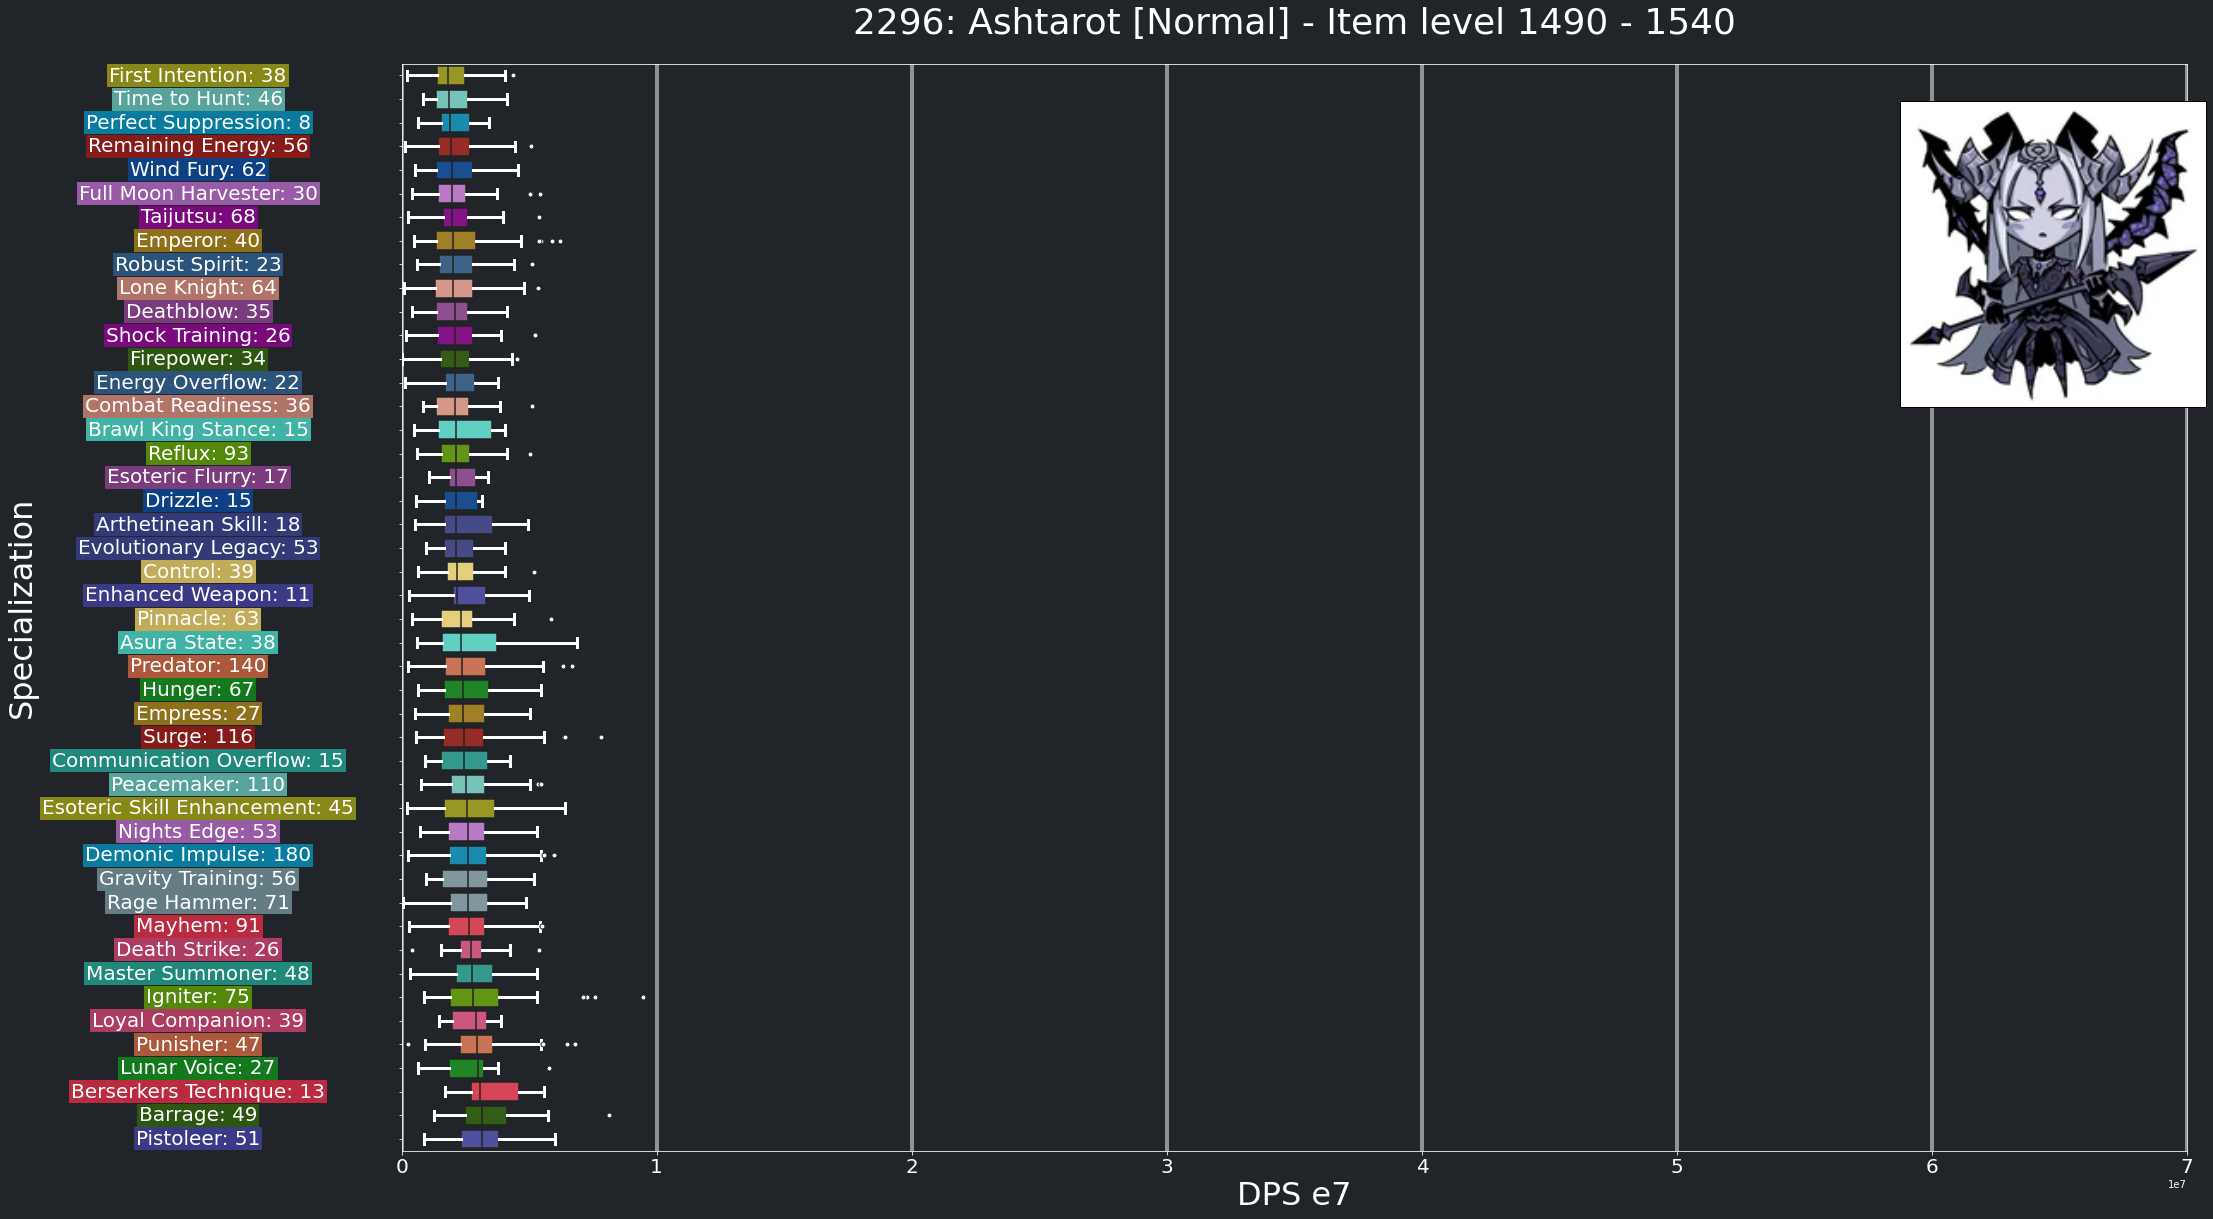 2296: Ashtarot [Normal] - Item level 1490 - 1540
First Intention: 38
Time to Hunt: 46
Perfect Suppression: 8
Remaining Energy: 56
Wind Fury: 62
Full Moon Harvester: 30
Taijutsu: 68
Emperor: 40
Robust Spirit: 23
Lone Knight: 64
Deathblow: 35
Shock Training: 26
Firepower: 34
Energy Overflow: 22
Combat Readiness: 36
Brawl King Stance: 15
Reflux: 93
Esoteric Flurry: 17
Drizzle: 15
Arthetinean Skill: 18
Evolutionary Legacy: 53
Control: 39
Enhanced Weapon: 11
Pinnacle: 63
Asura State: 38
Predator: 140
Hunger: 67
Empress: 27
Surge: 116
Communication Overflow: 15
Peacemaker: 110
Esoteric Skill Enhancement: 45
Nights Edge: 53
Demonic Impulse: 180
Gravity Training: 56
Rage Hammer: 71
Mayhem: 91
Death Strike: 26
Master Summoner: 48
Igniter: 75
Loyal Companion: 39
Punisher: 47
Lunar Voice: 27
Berserkers Technique: 13
Barrage: 49
Pistoleer: 51
Specialization
0 1 2 3 4 5 6 7
1e7
DPS e7